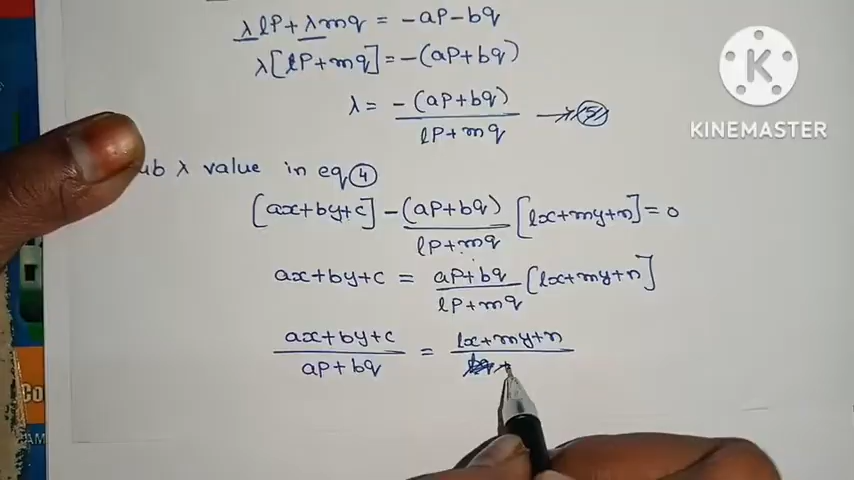 λlp+λmq = -ap-bq
λ[lp+mq] = -(ap+bq)
λ = -(ap+bq)/lp+mq → (5)
ub λ value in eq (4)
[ax+by+c] - (ap+bq)/lp+mq [lx+my+n] = 0
ax+by+c = ap+bq/lp+mq [lx+my+n]
ax+by+c/ap+bq = lx+my+n
K
KINEMASTER
Co
AM